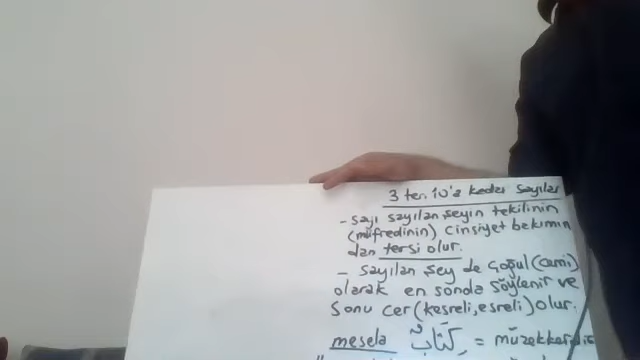 3 ten 10'a kadar sayılar
- sayı sayılan şeyin tekilinin
(müfredinin) cinsiyet bakımın
dan tersi olur.
- sayılan şey de çoğul (cemi)
olarak en sonda söylenir ve
sonu cer (kesreli, esreli) olur.
mesela كِتَابٌ = müzekkerdir